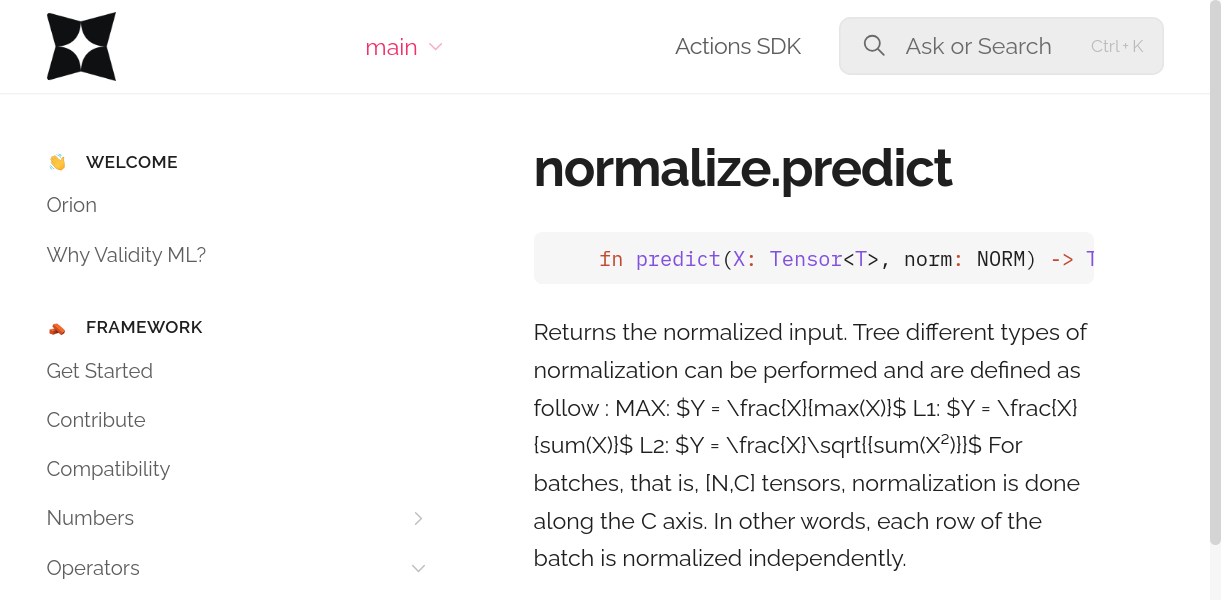 main
Actions SDK
Ask or Search
Ctrl+K
WELCOME
Orion
Why Validity ML?
FRAMEWORK
Get Started
Contribute
Compatibility
Numbers
Operators
normalize.predict
fn predict(X: Tensor<T>, norm: NORM) -> T
Returns the normalized input. Tree different types of
normalization can be performed and are defined as
follow : MAX: $Y = \frac{X}{max(X)}$ L1: $Y = \frac{X}
{sum(X)}$ L2: $Y = \frac{X}\sqrt{{sum(X²)}}$ For
batches, that is, [N,C] tensors, normalization is done
along the C axis. In other words, each row of the
batch is normalized independently.